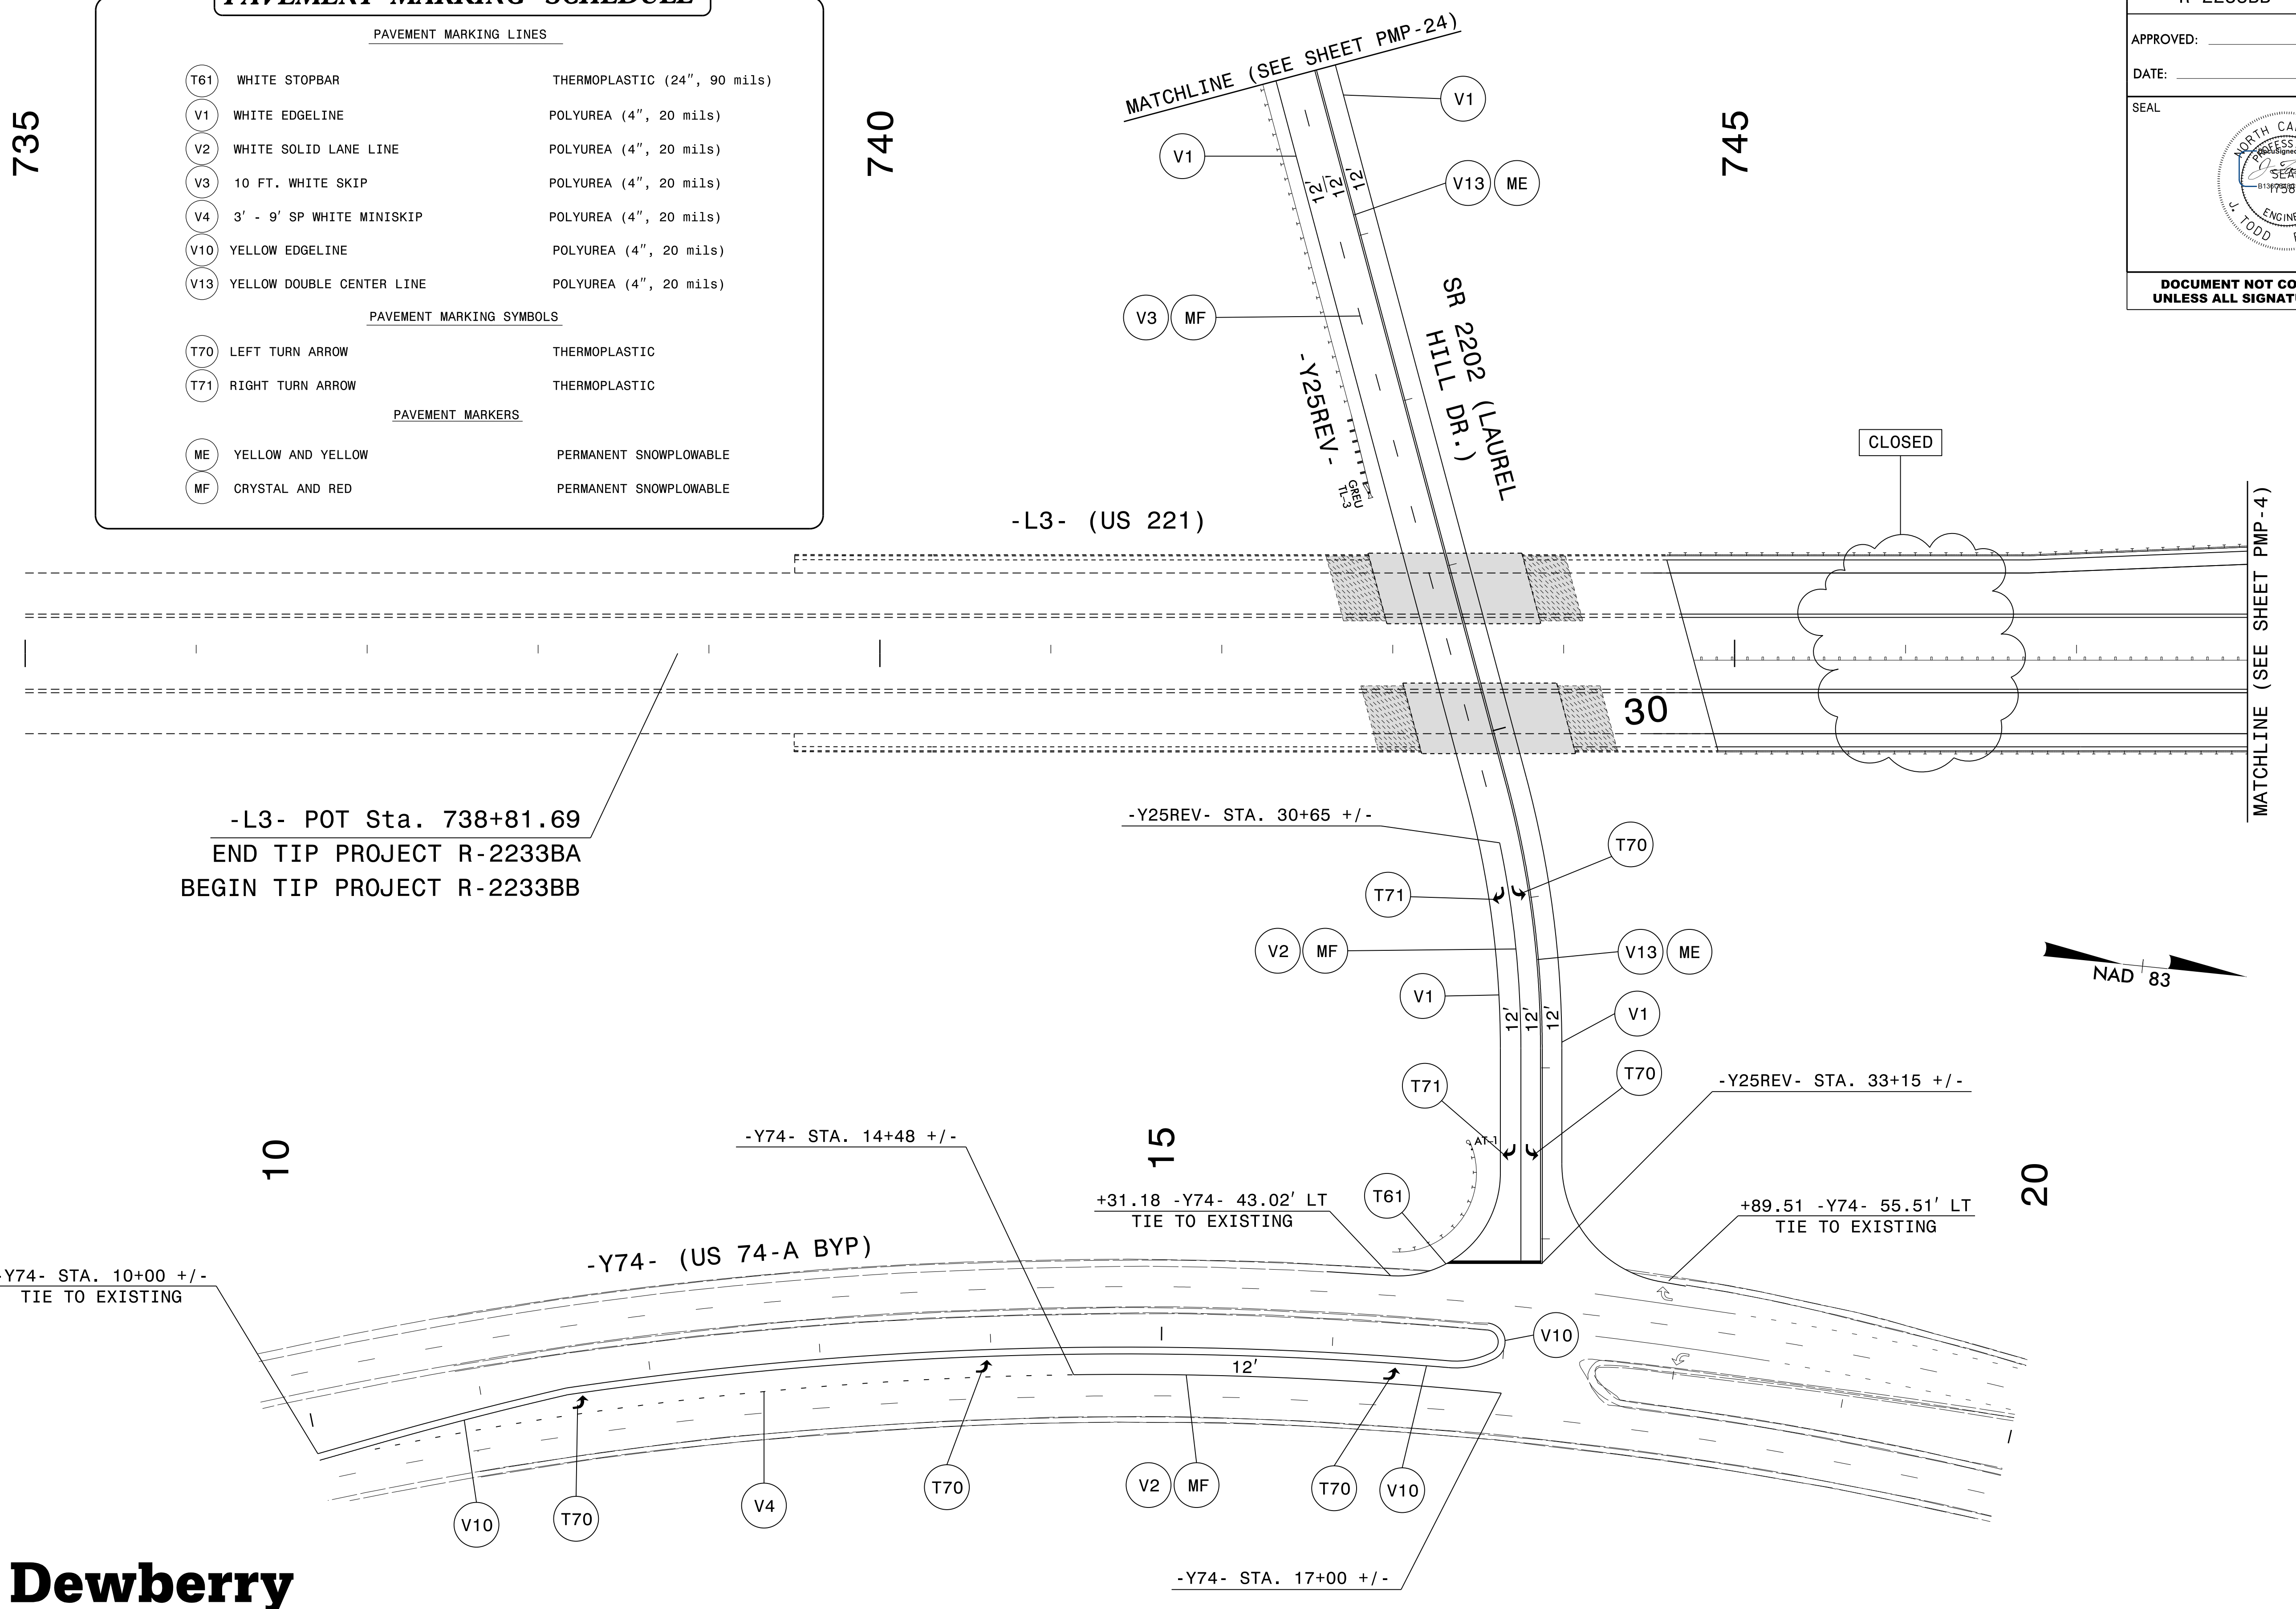 PAVEMENT MARKING SCHEDULE
PAVEMENT MARKING LINES
T61 WHITE STOPBAR THERMOPLASTIC (24", 90 mils)
V1 WHITE EDGELINE POLYUREA (4", 20 mils)
V2 WHITE SOLID LANE LINE POLYUREA (4", 20 mils)
V3 10 FT. WHITE SKIP POLYUREA (4", 20 mils)
V4 3' - 9' SP WHITE MINISKIP POLYUREA (4", 20 mils)
V10 YELLOW EDGELINE POLYUREA (4", 20 mils)
V13 YELLOW DOUBLE CENTER LINE POLYUREA (4", 20 mils)
PAVEMENT MARKING SYMBOLS
T70 LEFT TURN ARROW THERMOPLASTIC
T71 RIGHT TURN ARROW THERMOPLASTIC
PAVEMENT MARKERS
ME YELLOW AND YELLOW PERMANENT SNOWPLOWABLE
MF CRYSTAL AND RED PERMANENT SNOWPLOWABLE
735
740
745
MATCHLINE (SEE SHEET PMP-24)
V1
V1
V13 ME
12'
12'
12'
V3 MF
-Y25REV-
SR 2202 (LAUREL
HILL DR.)
GREU
TL-3
APPROVED:
DATE:
SEAL
NORTH CA
J. TODD
DOCUMENT NOT CO
UNLESS ALL SIGNAT
CLOSED
-L3- (US 221)
MATCHLINE (SEE SHEET PMP-4)
30
-L3- POT Sta. 738+81.69
END TIP PROJECT R-2233BA
BEGIN TIP PROJECT R-2233BB
-Y25REV- STA. 30+65 +/-
T70
T71
V2 MF
V13 ME
V1
V1
12'
12'
12'
NAD 83
T71
T70
-Y25REV- STA. 33+15 +/-
AT-1
10
15
20
-Y74- STA. 14+48 +/-
T61
+31.18 -Y74- 43.02' LT
TIE TO EXISTING
+89.51 -Y74- 55.51' LT
TIE TO EXISTING
-Y74- (US 74-A BYP)
-Y74- STA. 10+00 +/-
TIE TO EXISTING
V10
12'
V10
T70
V4
T70
V2 MF
T70
V10
-Y74- STA. 17+00 +/-
Dewberry